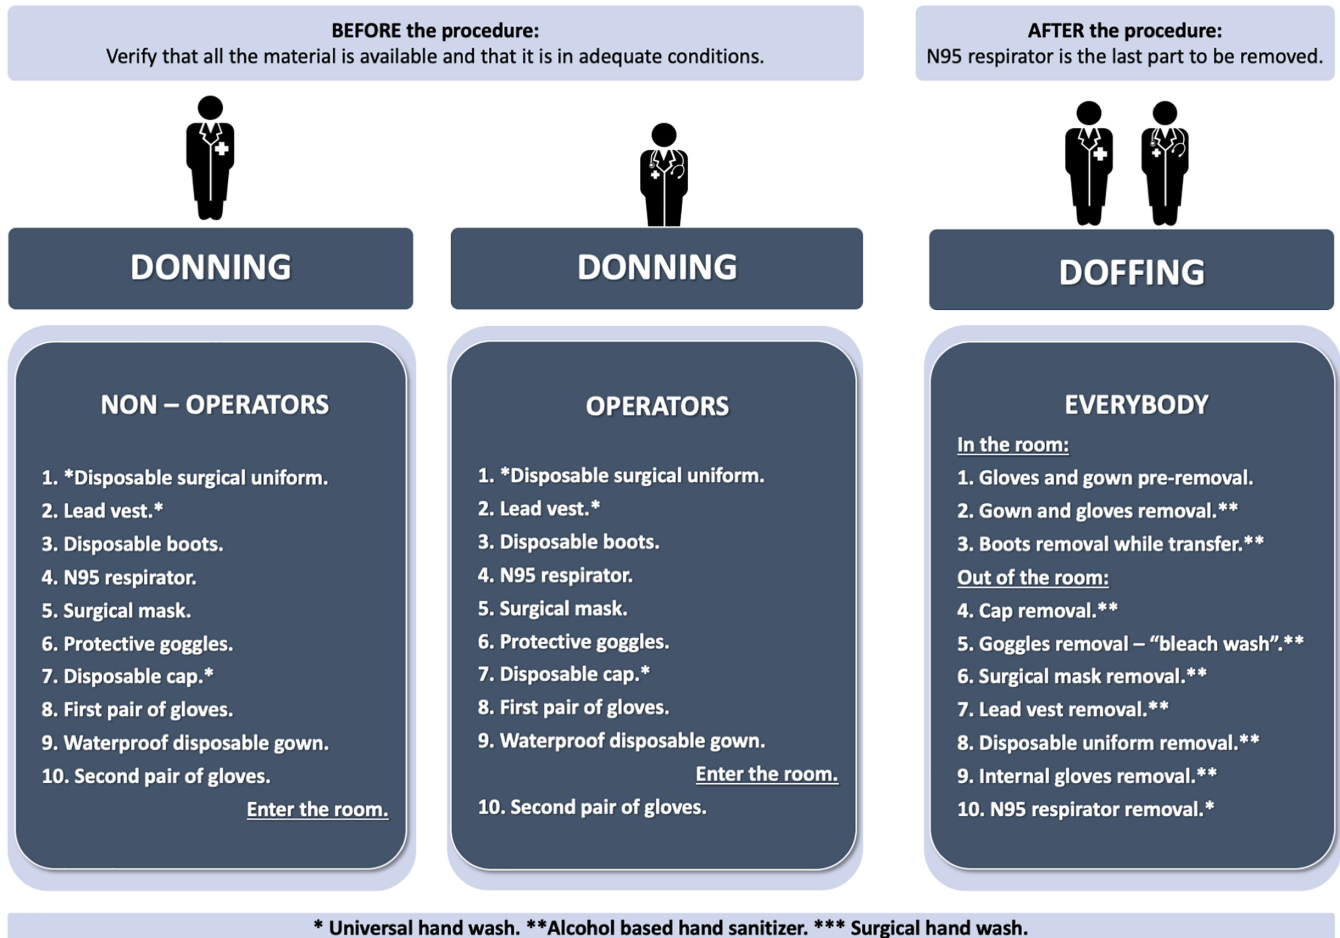 BEFORE the procedure:
Verify that all the material is available and that it is in adequate conditions.
AFTER the procedure:
N95 respirator is the last part to be removed.
DONNING
NON – OPERATORS
1. *Disposable surgical uniform.
2. Lead vest.*
3. Disposable boots.
4. N95 respirator.
5. Surgical mask.
6. Protective goggles.
7. Disposable cap.*
8. First pair of gloves.
9. Waterproof disposable gown.
10. Second pair of gloves.
Enter the room.
DONNING
OPERATORS
1. *Disposable surgical uniform.
2. Lead vest.*
3. Disposable boots.
4. N95 respirator.
5. Surgical mask.
6. Protective goggles.
7. Disposable cap.*
8. First pair of gloves.
9. Waterproof disposable gown.
Enter the room.
10. Second pair of gloves.
DOFFING
EVERYBODY
In the room:
1. Gloves and gown pre-removal.
2. Gown and gloves removal.**
3. Boots removal while transfer.**
Out of the room:
4. Cap removal.**
5. Goggles removal – “bleach wash”.**
6. Surgical mask removal.**
7. Lead vest removal.**
8. Disposable uniform removal.**
9. Internal gloves removal.**
10. N95 respirator removal.*
* Universal hand wash. **Alcohol based hand sanitizer. *** Surgical hand wash.